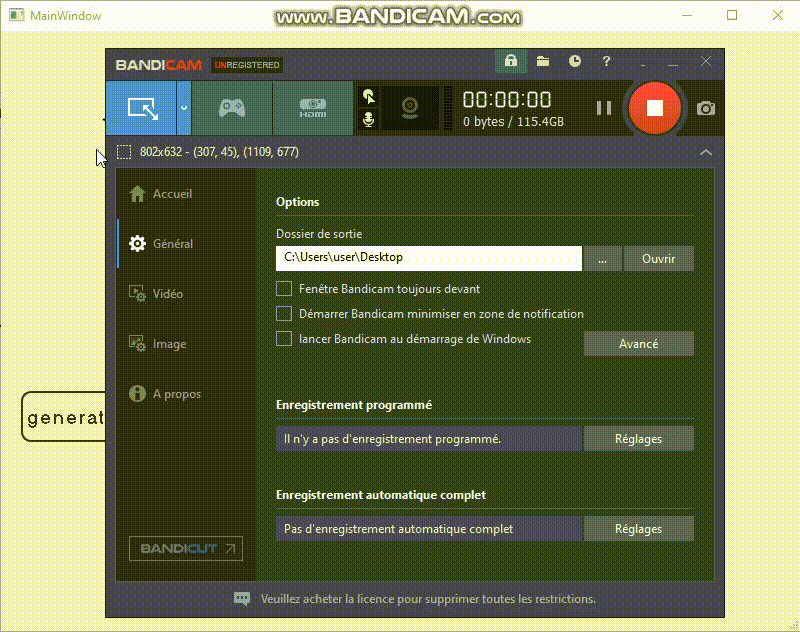 MainWindow
www.BANDICAM.com
BANDICAM UNREGISTERED
?
HDMI
00:00:00
0 bytes / 115.4GB
802x632 - (307, 45), (1109, 677)
Accueil
Général
Vidéo
Image
A propos
BANDICUT
Options
Dossier de sortie
C:\Users\user\Desktop
...
Ouvrir
Fenêtre Bandicam toujours devant
Démarrer Bandicam minimiser en zone de notification
lancer Bandicam au démarrage de Windows
Avancé
Enregistrement programmé
Il n'y a pas d'enregistrement programmé.
Réglages
Enregistrement automatique complet
Pas d'enregistrement automatique complet
Réglages
generat
Veuillez acheter la licence pour supprimer toutes les restrictions.